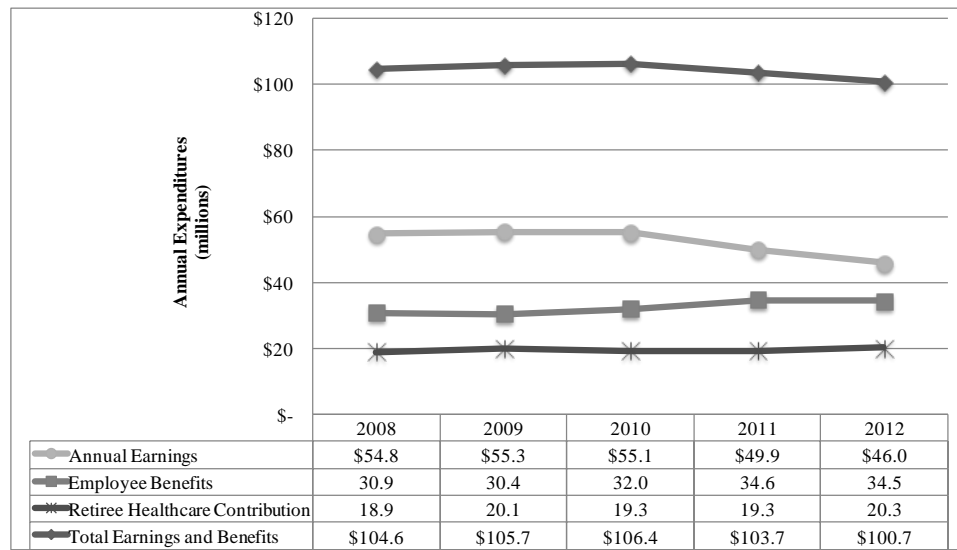 $120
$100
$80
$60
$40
$20
$-
Annual Expenditures
(millions)
2008 2009 2010 2011 2012
Annual Earnings $54.8 $55.3 $55.1 $49.9 $46.0
Employee Benefits 30.9 30.4 32.0 34.6 34.5
Retiree Healthcare Contribution 18.9 20.1 19.3 19.3 20.3
Total Earnings and Benefits $104.6 $105.7 $106.4 $103.7 $100.7